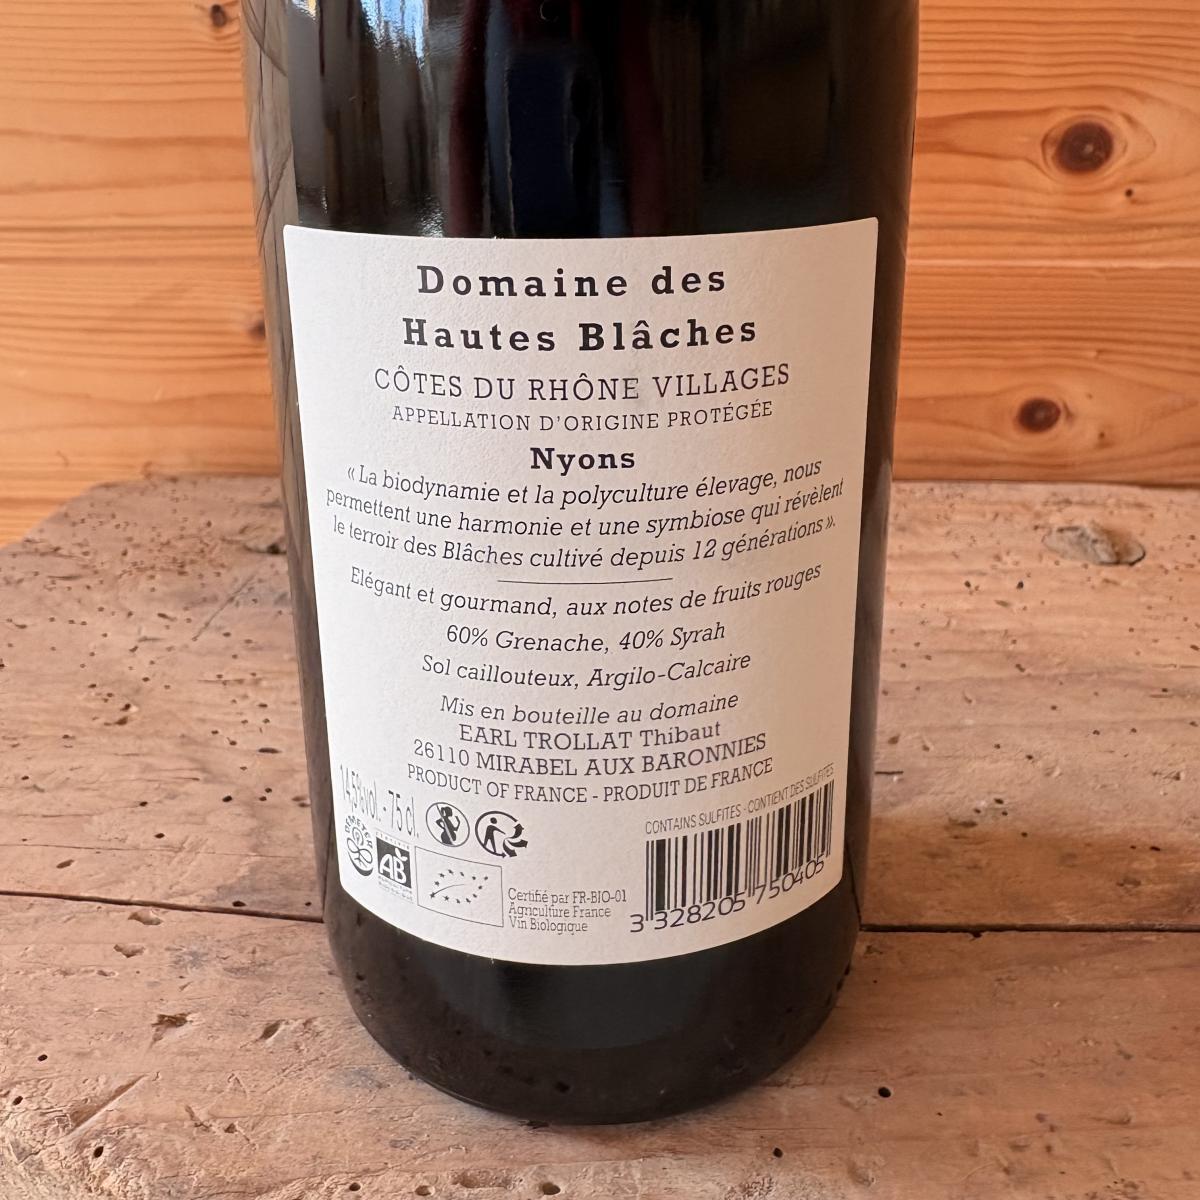 Domaine des
Hautes Blâches
CÔTES DU RHÔNE VILLAGES
APPELLATION D'ORIGINE PROTÉGÉE
Nyons
« La biodynamie et la polyculture élevage, nous
permettent une harmonie et une symbiose qui révèlent
le terroir des Blâches cultivé depuis 12 générations ».
Elégant et gourmand, aux notes de fruits rouges
60% Grenache, 40% Syrah
Sol caillouteux, Argilo-Calcaire
Mis en bouteille au domaine
EARL TROLLAT Thibaut
26110 MIRABEL AUX BARONNIES
PRODUCT OF FRANCE - PRODUIT DE FRANCE
14,5%vol. - 75 cl.
CONTAINS SULFITES - CONTIENT DES SULFITES
DEMETER
AB
Certifié par FR-BIO-01
Agriculture France
Vin Biologique
3 328205 750405